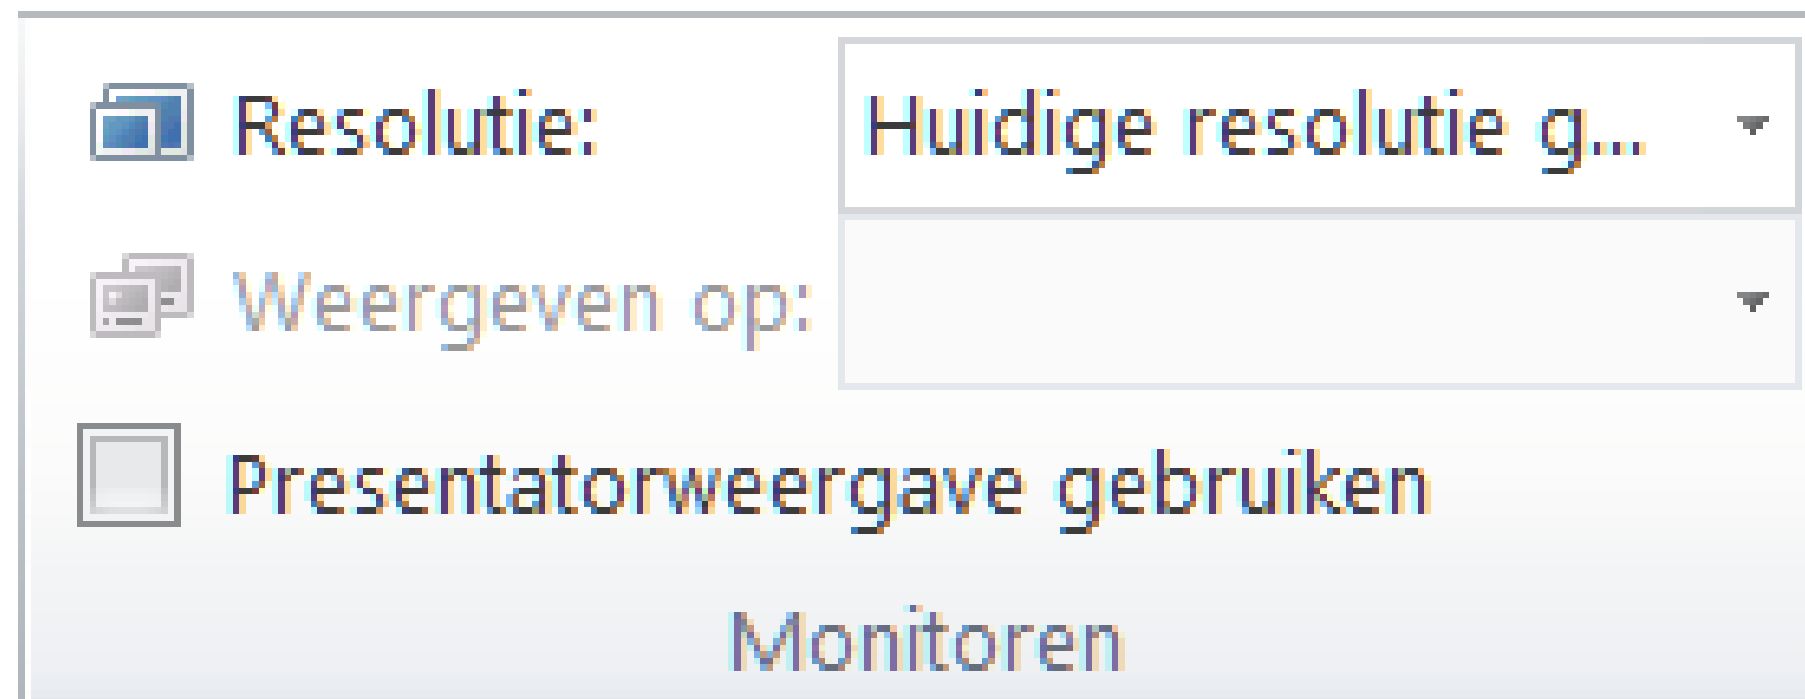 Resolutie: Huidige resolutie g...
Weergeven op:
Presentatorweergave gebruiken
Monitoren